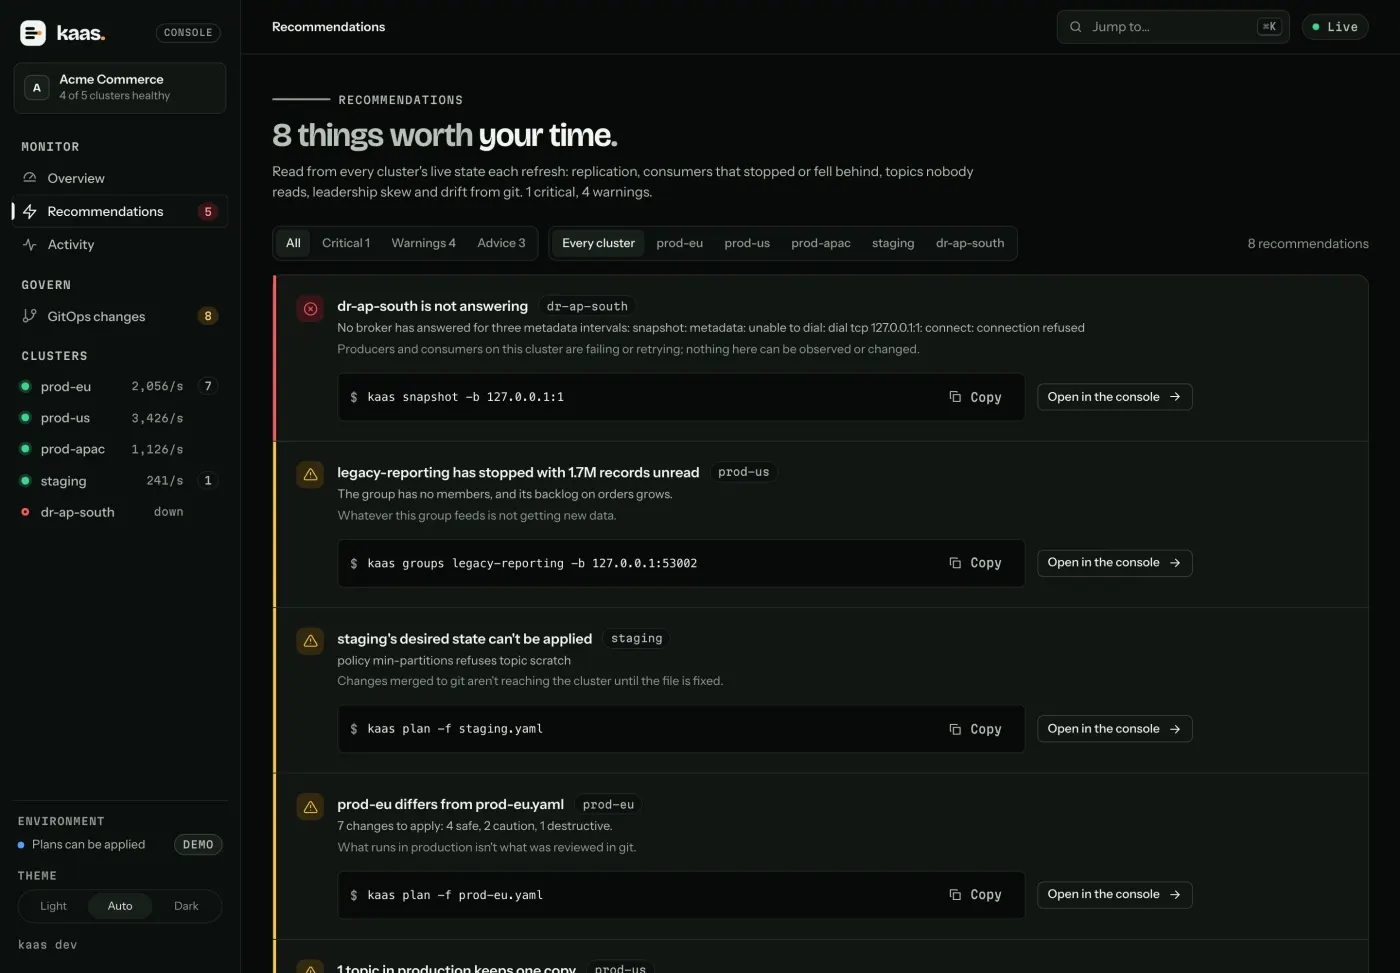 kaas.
CONSOLE
A
Acme Commerce
4 of 5 clusters healthy
MONITOR
Overview
Recommendations 5
Activity
GOVERN
GitOps changes 8
CLUSTERS
prod-eu 2,056/s 7
prod-us 3,426/s
prod-apac 1,126/s
staging 241/s 1
dr-ap-south down
ENVIRONMENT
Plans can be applied DEMO
THEME
Light Auto Dark
kaas dev
Recommendations
Jump to... ⌘K
Live
RECOMMENDATIONS
8 things worth your time.
Read from every cluster's live state each refresh: replication, consumers that stopped or fell behind, topics nobody
reads, leadership skew and drift from git. 1 critical, 4 warnings.
All Critical 1 Warnings 4 Advice 3
Every cluster prod-eu prod-us prod-apac staging dr-ap-south
8 recommendations
dr-ap-south is not answering dr-ap-south
No broker has answered for three metadata intervals: snapshot: metadata: unable to dial: dial tcp 127.0.0.1:1: connect: connection refused
Producers and consumers on this cluster are failing or retrying; nothing here can be observed or changed.
$ kaas snapshot -b 127.0.0.1:1 Copy
Open in the console →
legacy-reporting has stopped with 1.7M records unread prod-us
The group has no members, and its backlog on orders grows.
Whatever this group feeds is not getting new data.
$ kaas groups legacy-reporting -b 127.0.0.1:53002 Copy
Open in the console →
staging's desired state can't be applied staging
policy min-partitions refuses topic scratch
Changes merged to git aren't reaching the cluster until the file is fixed.
$ kaas plan -f staging.yaml Copy
Open in the console →
prod-eu differs from prod-eu.yaml prod-eu
7 changes to apply: 4 safe, 2 caution, 1 destructive.
What runs in production isn't what was reviewed in git.
$ kaas plan -f prod-eu.yaml Copy
Open in the console →
1 topic in production keeps one copy prod-us